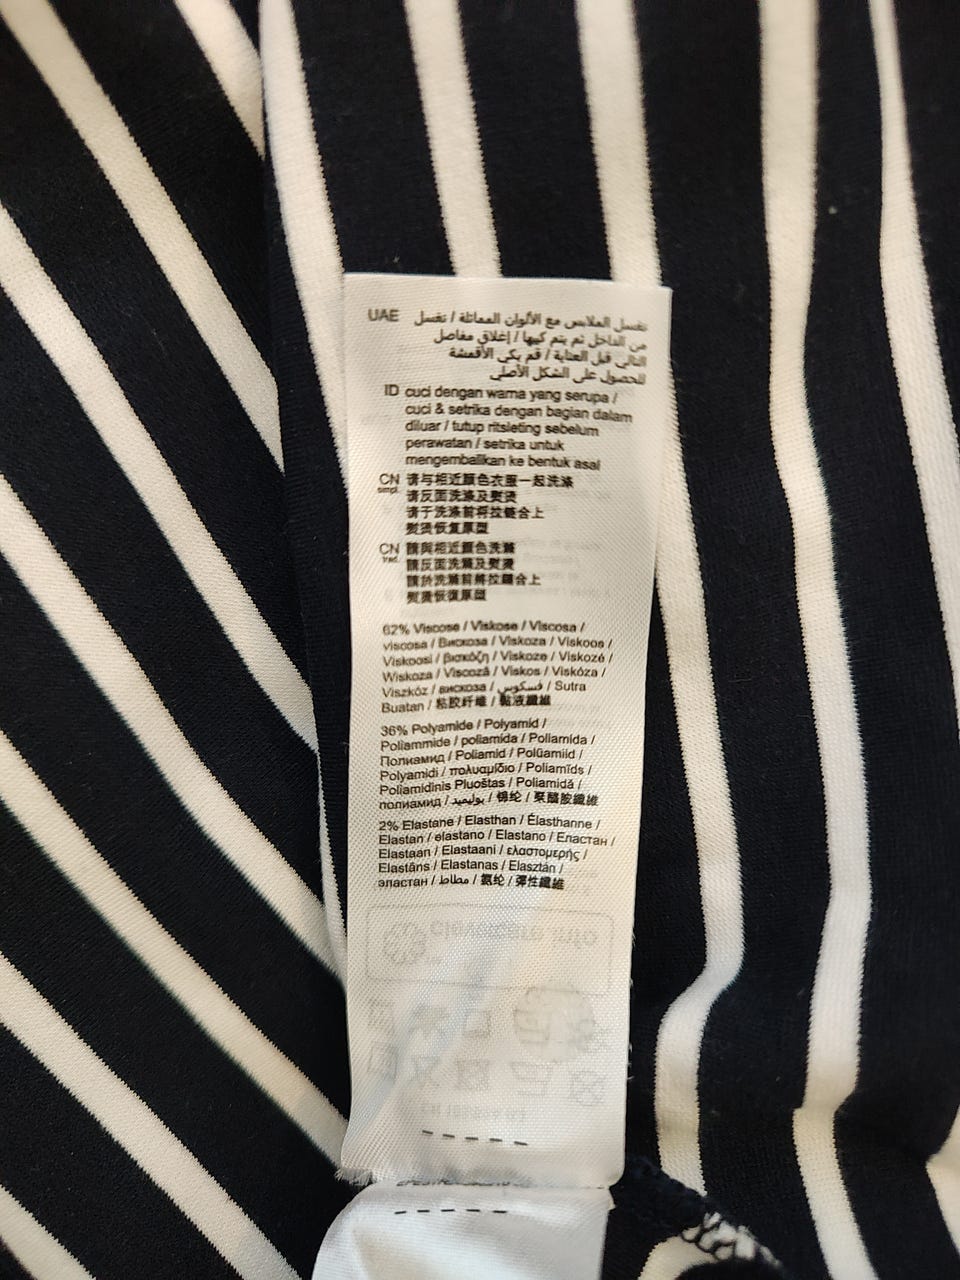 UAE تغسل الملابس مع الألوان المماثلة / تغسل
من الداخل ثم يتم كيها / إغلاق مفاصل
التالي قبل العناية / قم بكي الأقمشة
للحصول على الشكل الأصلي
ID cuci dengan warna yang serupa /
cuci & setrika dengan bagian dalam
diluar / tutup ritsleting sebelum
perawatan / setrika untuk
mengembalikan ke bentuk asal
CN simpl. 请与相近颜色衣服一起洗涤
请反面洗涤及熨烫
请于洗涤前将拉链合上
熨烫恢复原型
CN trad. 請與相近顏色洗滌
請反面洗滌及熨燙
請於洗滌前將拉鏈合上
熨燙恢復原型
62% Viscose / Viskose / Viscosa /
viscosa / Вискоза / Viskoza / Viskoos /
Viskoosi / βισκόζη / Viskoze / Viskozė /
Wiskoza / Viscoză / Viskos / Viskóza /
Viszkóz / вискоза / فسكوس / Sutra
Buatan / 粘胶纤维 / 黏液纖維
36% Polyamide / Polyamid /
Poliammide / poliamida / Poliamida /
Полиамид / Poliamid / Polüamiid /
Polyamidi / πολυαμίδιο / Poliamīds /
Poliamidinis Pluoštas / Poliamidă /
полиамид / بوليميد / 锦纶 / 聚醯胺纖維
2% Elastane / Elasthan / Élasthanne /
Elastan / elastano / Elastano / Еластан /
Elastaan / Elastaani / ελαστομερής /
Elastāns / Elastanas / Elasztán /
эластан / مطاط / 氨纶 / 彈性纖維
clevercare.info